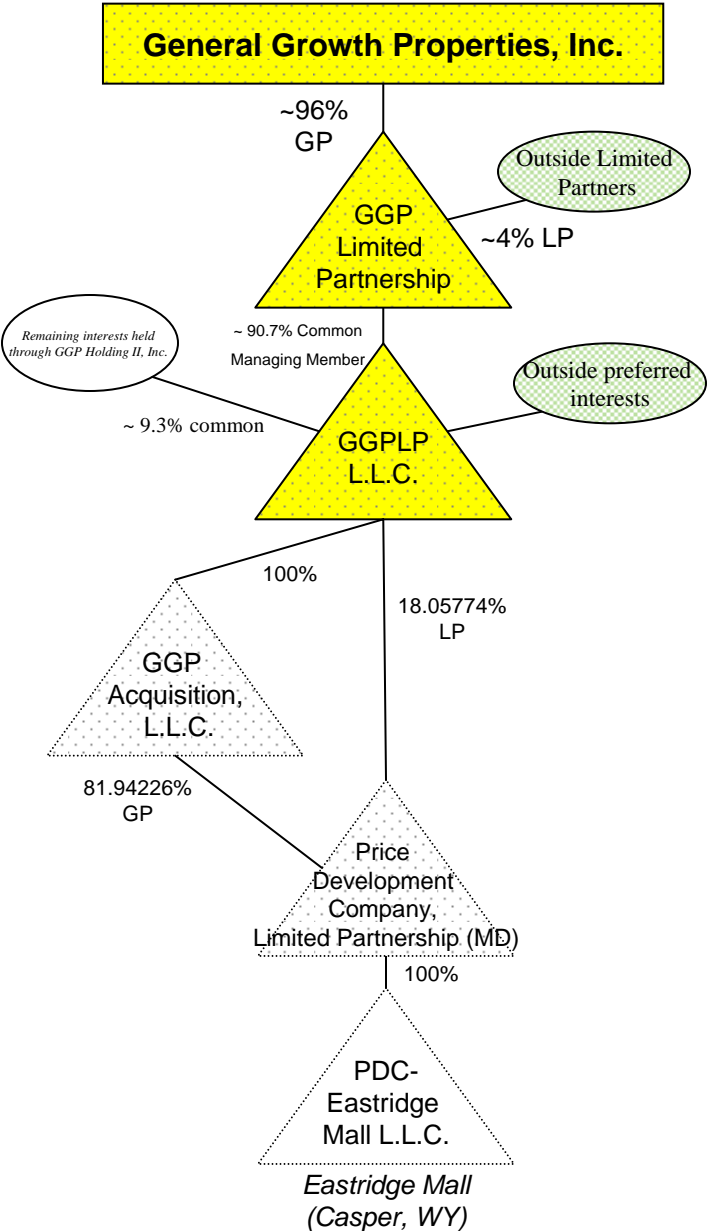 General Growth Properties, Inc.
~96%
GP
Outside Limited
Partners
GGP
Limited
Partnership
~4% LP
~ 90.7% Common
Managing Member
Remaining interests held
through GGP Holding II, Inc.
~ 9.3% common
Outside preferred
interests
GGPLP
L.L.C.
100%
18.05774%
LP
GGP
Acquisition,
L.L.C.
81.94226%
GP
Price
Development
Company,
Limited Partnership (MD)
100%
PDC-
Eastridge
Mall L.L.C.
Eastridge Mall
(Casper, WY)